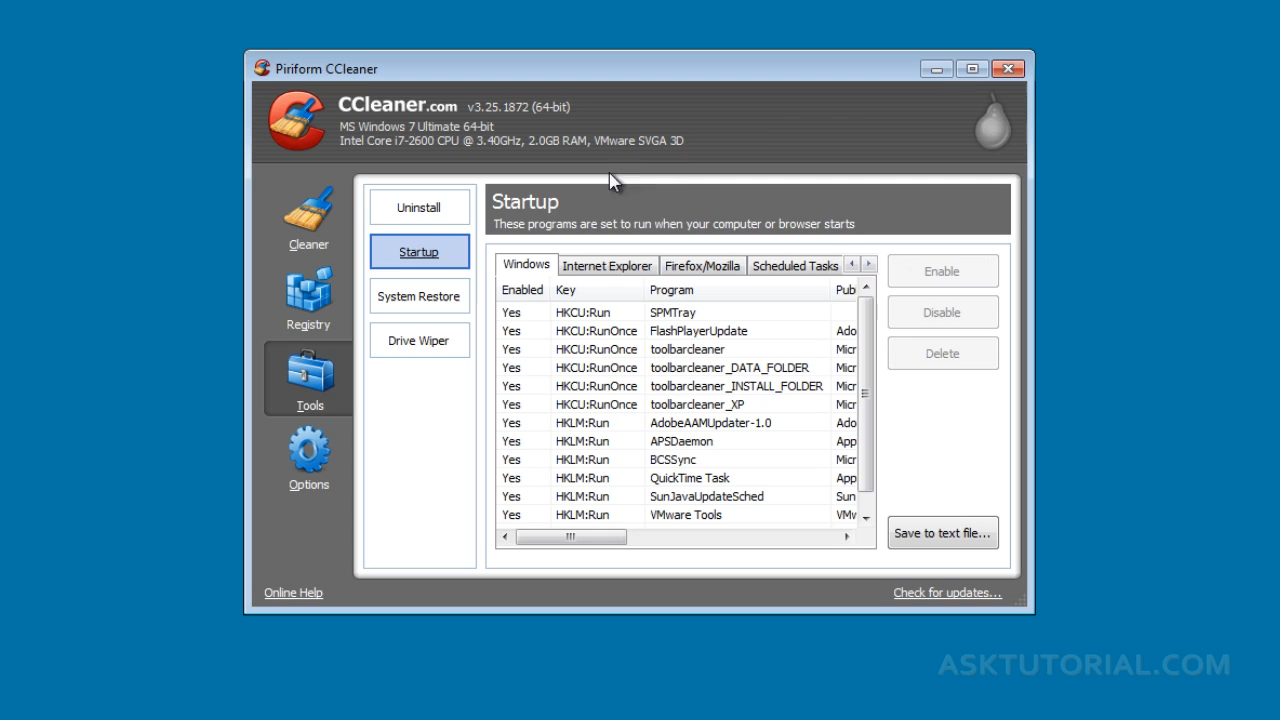 Piriform CCleaner
CCleaner.com v3.25.1872 (64-bit)
MS Windows 7 Ultimate 64-bit
Intel Core i7-2600 CPU @ 3.40GHz, 2.0GB RAM, VMware SVGA 3D
Cleaner
Registry
Tools
Options
Uninstall
Startup
System Restore
Drive Wiper
Startup
These programs are set to run when your computer or browser starts
Windows Internet Explorer Firefox/Mozilla Scheduled Tasks
Enabled Key Program Pub
Yes HKCU:Run SPMTray
Yes HKCU:RunOnce FlashPlayerUpdate Ado
Yes HKCU:RunOnce toolbarcleaner Micr
Yes HKCU:RunOnce toolbarcleaner_DATA_FOLDER Micr
Yes HKCU:RunOnce toolbarcleaner_INSTALL_FOLDER Micr
Yes HKCU:RunOnce toolbarcleaner_XP Micr
Yes HKLM:Run AdobeAAMUpdater-1.0 Ado
Yes HKLM:Run APSDaemon App
Yes HKLM:Run BCSSync Micr
Yes HKLM:Run QuickTime Task App
Yes HKLM:Run SunJavaUpdateSched Sun
Yes HKLM:Run VMware Tools VMw
Enable
Disable
Delete
Save to text file...
Online Help
Check for updates...
ASKTUTORIAL.COM